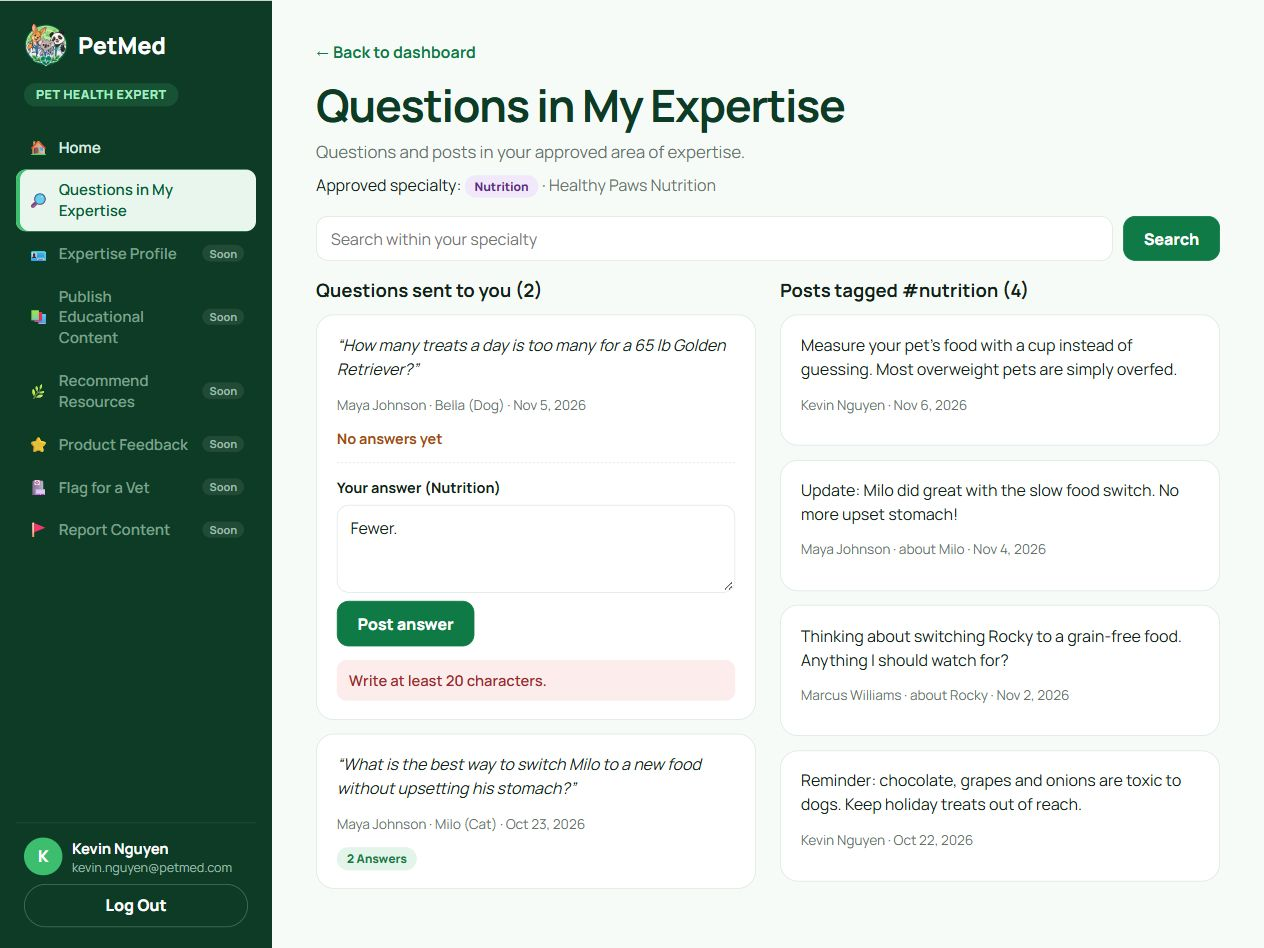 PetMed
PET HEALTH EXPERT
Home
Questions in My
Expertise
Expertise Profile Soon
Publish
Educational
Content
Soon
Recommend
Resources
Soon
Product Feedback Soon
Flag for a Vet Soon
Report Content Soon
K
Kevin Nguyen
kevin.nguyen@petmed.com
Log Out
← Back to dashboard
Questions in My Expertise
Questions and posts in your approved area of expertise.
Approved specialty: Nutrition · Healthy Paws Nutrition
Search within your specialty
Search
Questions sent to you (2)
“How many treats a day is too many for a 65 lb Golden
Retriever?”
Maya Johnson · Bella (Dog) · Nov 5, 2026
No answers yet
Your answer (Nutrition)
Fewer.
Post answer
Write at least 20 characters.
“What is the best way to switch Milo to a new food
without upsetting his stomach?”
Maya Johnson · Milo (Cat) · Oct 23, 2026
2 Answers
Posts tagged #nutrition (4)
Measure your pet’s food with a cup instead of
guessing. Most overweight pets are simply overfed.
Kevin Nguyen · Nov 6, 2026
Update: Milo did great with the slow food switch. No
more upset stomach!
Maya Johnson · about Milo · Nov 4, 2026
Thinking about switching Rocky to a grain-free food.
Anything I should watch for?
Marcus Williams · about Rocky · Nov 2, 2026
Reminder: chocolate, grapes and onions are toxic to
dogs. Keep holiday treats out of reach.
Kevin Nguyen · Oct 22, 2026